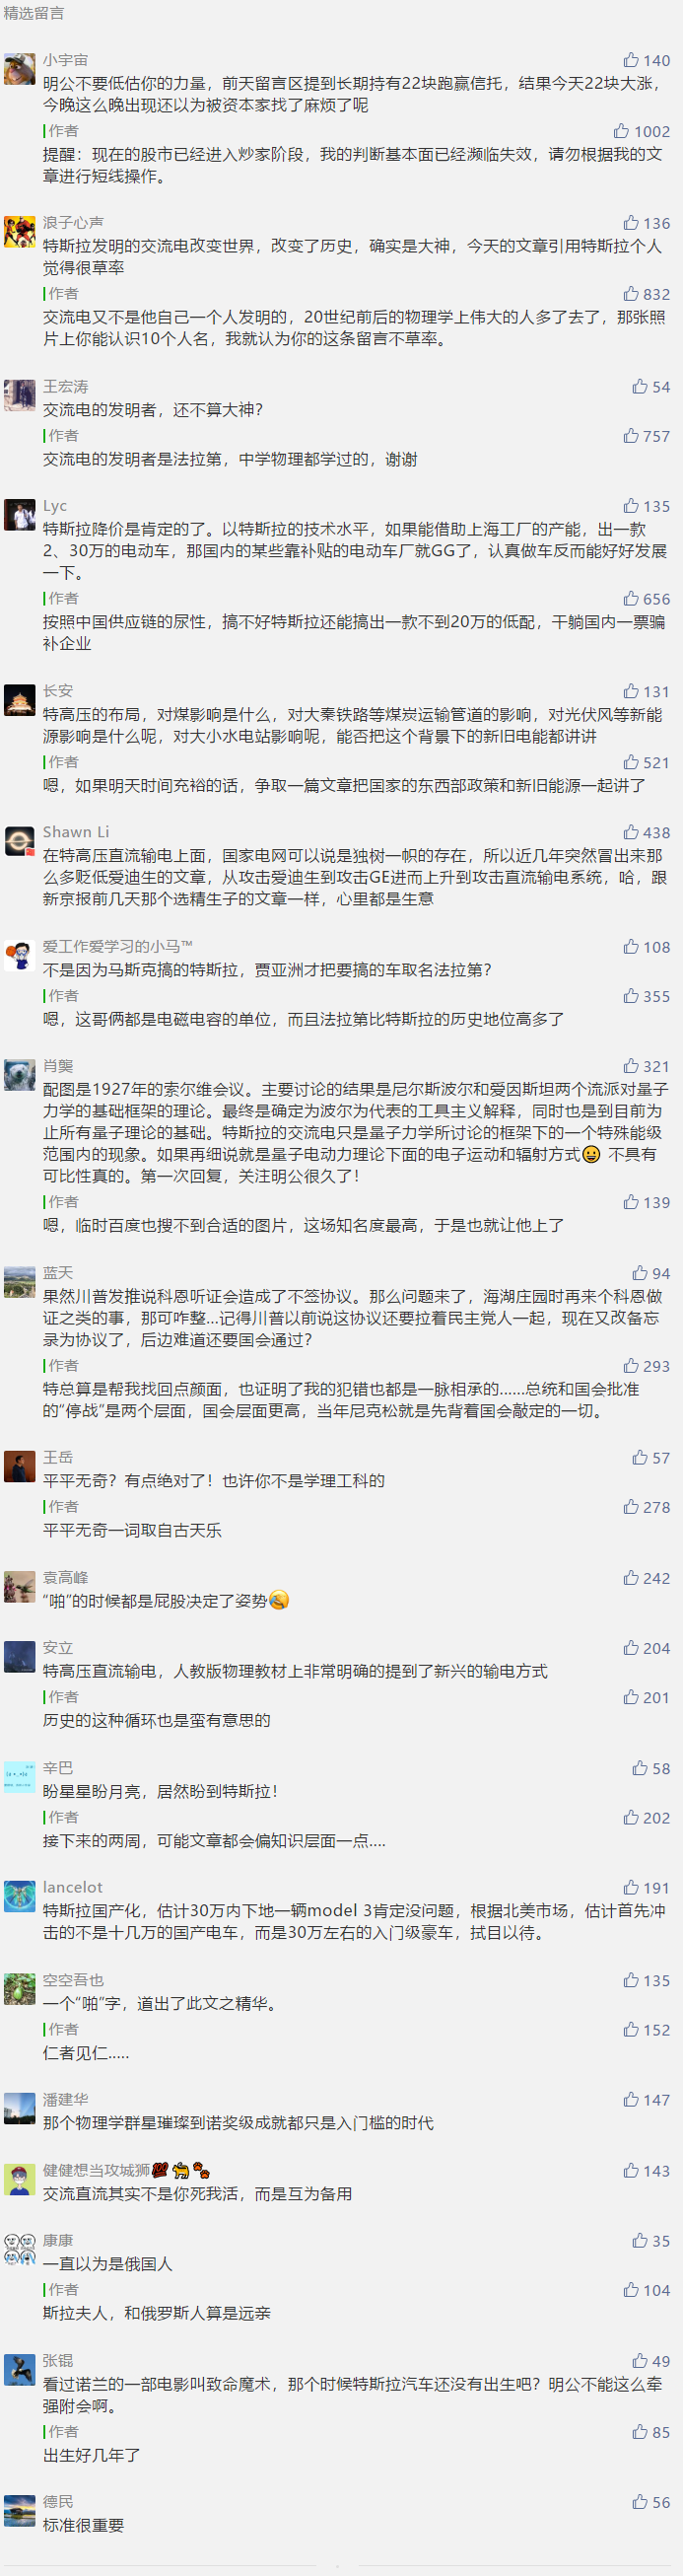 精选留言
小宇宙 140
明公不要低估你的力量，前天留言区提到长期持有22块跑赢信托，结果今天22块大涨，
今晚这么晚出现还以为被资本家找了麻烦了呢
作者 1002
提醒：现在的股市已经进入炒家阶段，我的判断基本面已经濒临失效，请勿根据我的文
章进行短线操作。
浪子心声 136
特斯拉发明的交流电改变世界，改变了历史，确实是大神，今天的文章引用特斯拉个人
觉得很草率
作者 832
交流电又不是他自己一个人发明的，20世纪前后的物理学上伟大的人多了去了，那张照
片上你能认识10个人名，我就认为你的这条留言不草率。
王宏涛 54
交流电的发明者，还不算大神？
作者 757
交流电的发明者是法拉第，中学物理都学过的，谢谢
Lyc 135
特斯拉降价是肯定的了。以特斯拉的技术水平，如果能借助上海工厂的产能，出一款
2、30万的电动车，那国内的某些靠补贴的电动车厂就GG了，认真做车反而能好好发展
一下。
作者 656
按照中国供应链的尿性，搞不好特斯拉还能搞出一款不到20万的低配，干躺国内一票骗
补企业
长安 131
特高压的布局，对煤影响是什么，对大秦铁路等煤炭运输管道的影响，对光伏风等新能
源影响是什么呢，对大小水电站影响呢，能否把这个背景下的新旧电能都讲讲
作者 521
嗯，如果明天时间充裕的话，争取一篇文章把国家的东西部政策和新旧能源一起讲了
Shawn Li 438
在特高压直流输电上面，国家电网可以说是独树一帜的存在，所以近几年突然冒出来那
么多贬低爱迪生的文章，从攻击爱迪生到攻击GE进而上升到攻击直流输电系统，哈，跟
新京报前几天那个选精生子的文章一样，心里都是生意
爱工作爱学习的小马™ 108
不是因为马斯克搞的特斯拉，贾亚洲才把要搞的车取名法拉第？
作者 355
嗯，这哥俩都是电磁电容的单位，而且法拉第比特斯拉的历史地位高多了
肖龑 321
配图是1927年的索尔维会议。主要讨论的结果是尼尔斯波尔和爱因斯坦两个流派对量子
力学的基础框架的理论。最终是确定为波尔为代表的工具主义解释，同时也是到目前为
止所有量子理论的基础。特斯拉的交流电只是量子力学所讨论的框架下的一个特殊能级
范围内的现象。如果再细说就是量子电动力理论下面的电子运动和辐射方式😀 不具有
可比性真的。第一次回复，关注明公很久了！
作者 139
嗯，临时百度也搜不到合适的图片，这场知名度最高，于是也就让他上了
蓝天 94
果然川普发推说科恩听证会造成了不签协议。那么问题来了，海湖庄园时再来个科恩做
证之类的事，那可咋整...记得川普以前说这协议还要拉着民主党人一起，现在又改备忘
录为协议了，后边难道还要国会通过？
作者 293
特总算是帮我找回点颜面，也证明了我的犯错也都是一脉相承的......总统和国会批准
的“停战”是两个层面，国会层面更高，当年尼克松就是先背着国会敲定的一切。
王岳 57
平平无奇？有点绝对了！也许你不是学理工科的
作者 278
平平无奇一词取自古天乐
袁高峰 242
“啪”的时候都是屁股决定了姿势🤣
安立 204
特高压直流输电，人教版物理教材上非常明确的提到了新兴的输电方式
作者 201
历史的这种循环也是蛮有意思的
辛巴 58
盼星星盼月亮，居然盼到特斯拉！
作者 202
接下来的两周，可能文章都会偏知识层面一点....
lancelot 191
特斯拉国产化，估计30万内下地一辆model 3肯定没问题，根据北美市场，估计首先冲
击的不是十几万的国产电车，而是30万左右的入门级豪车，拭目以待。
空空吾也 135
一个“啪”字，道出了此文之精华。
作者 152
仁者见仁.....
潘建华 147
那个物理学群星璀璨到诺奖级成就都只是入门槛的时代
健健想当攻城狮💯🐈🐾 143
交流直流其实不是你死我活，而是互为备用
康康 35
一直以为是俄国人
作者 104
斯拉夫人，和俄罗斯人算是远亲
张锟 49
看过诺兰的一部电影叫致命魔术，那个时候特斯拉汽车还没有出生吧？明公不能这么牵
强附会啊。
作者 85
出生好几年了
德民 56
标准很重要